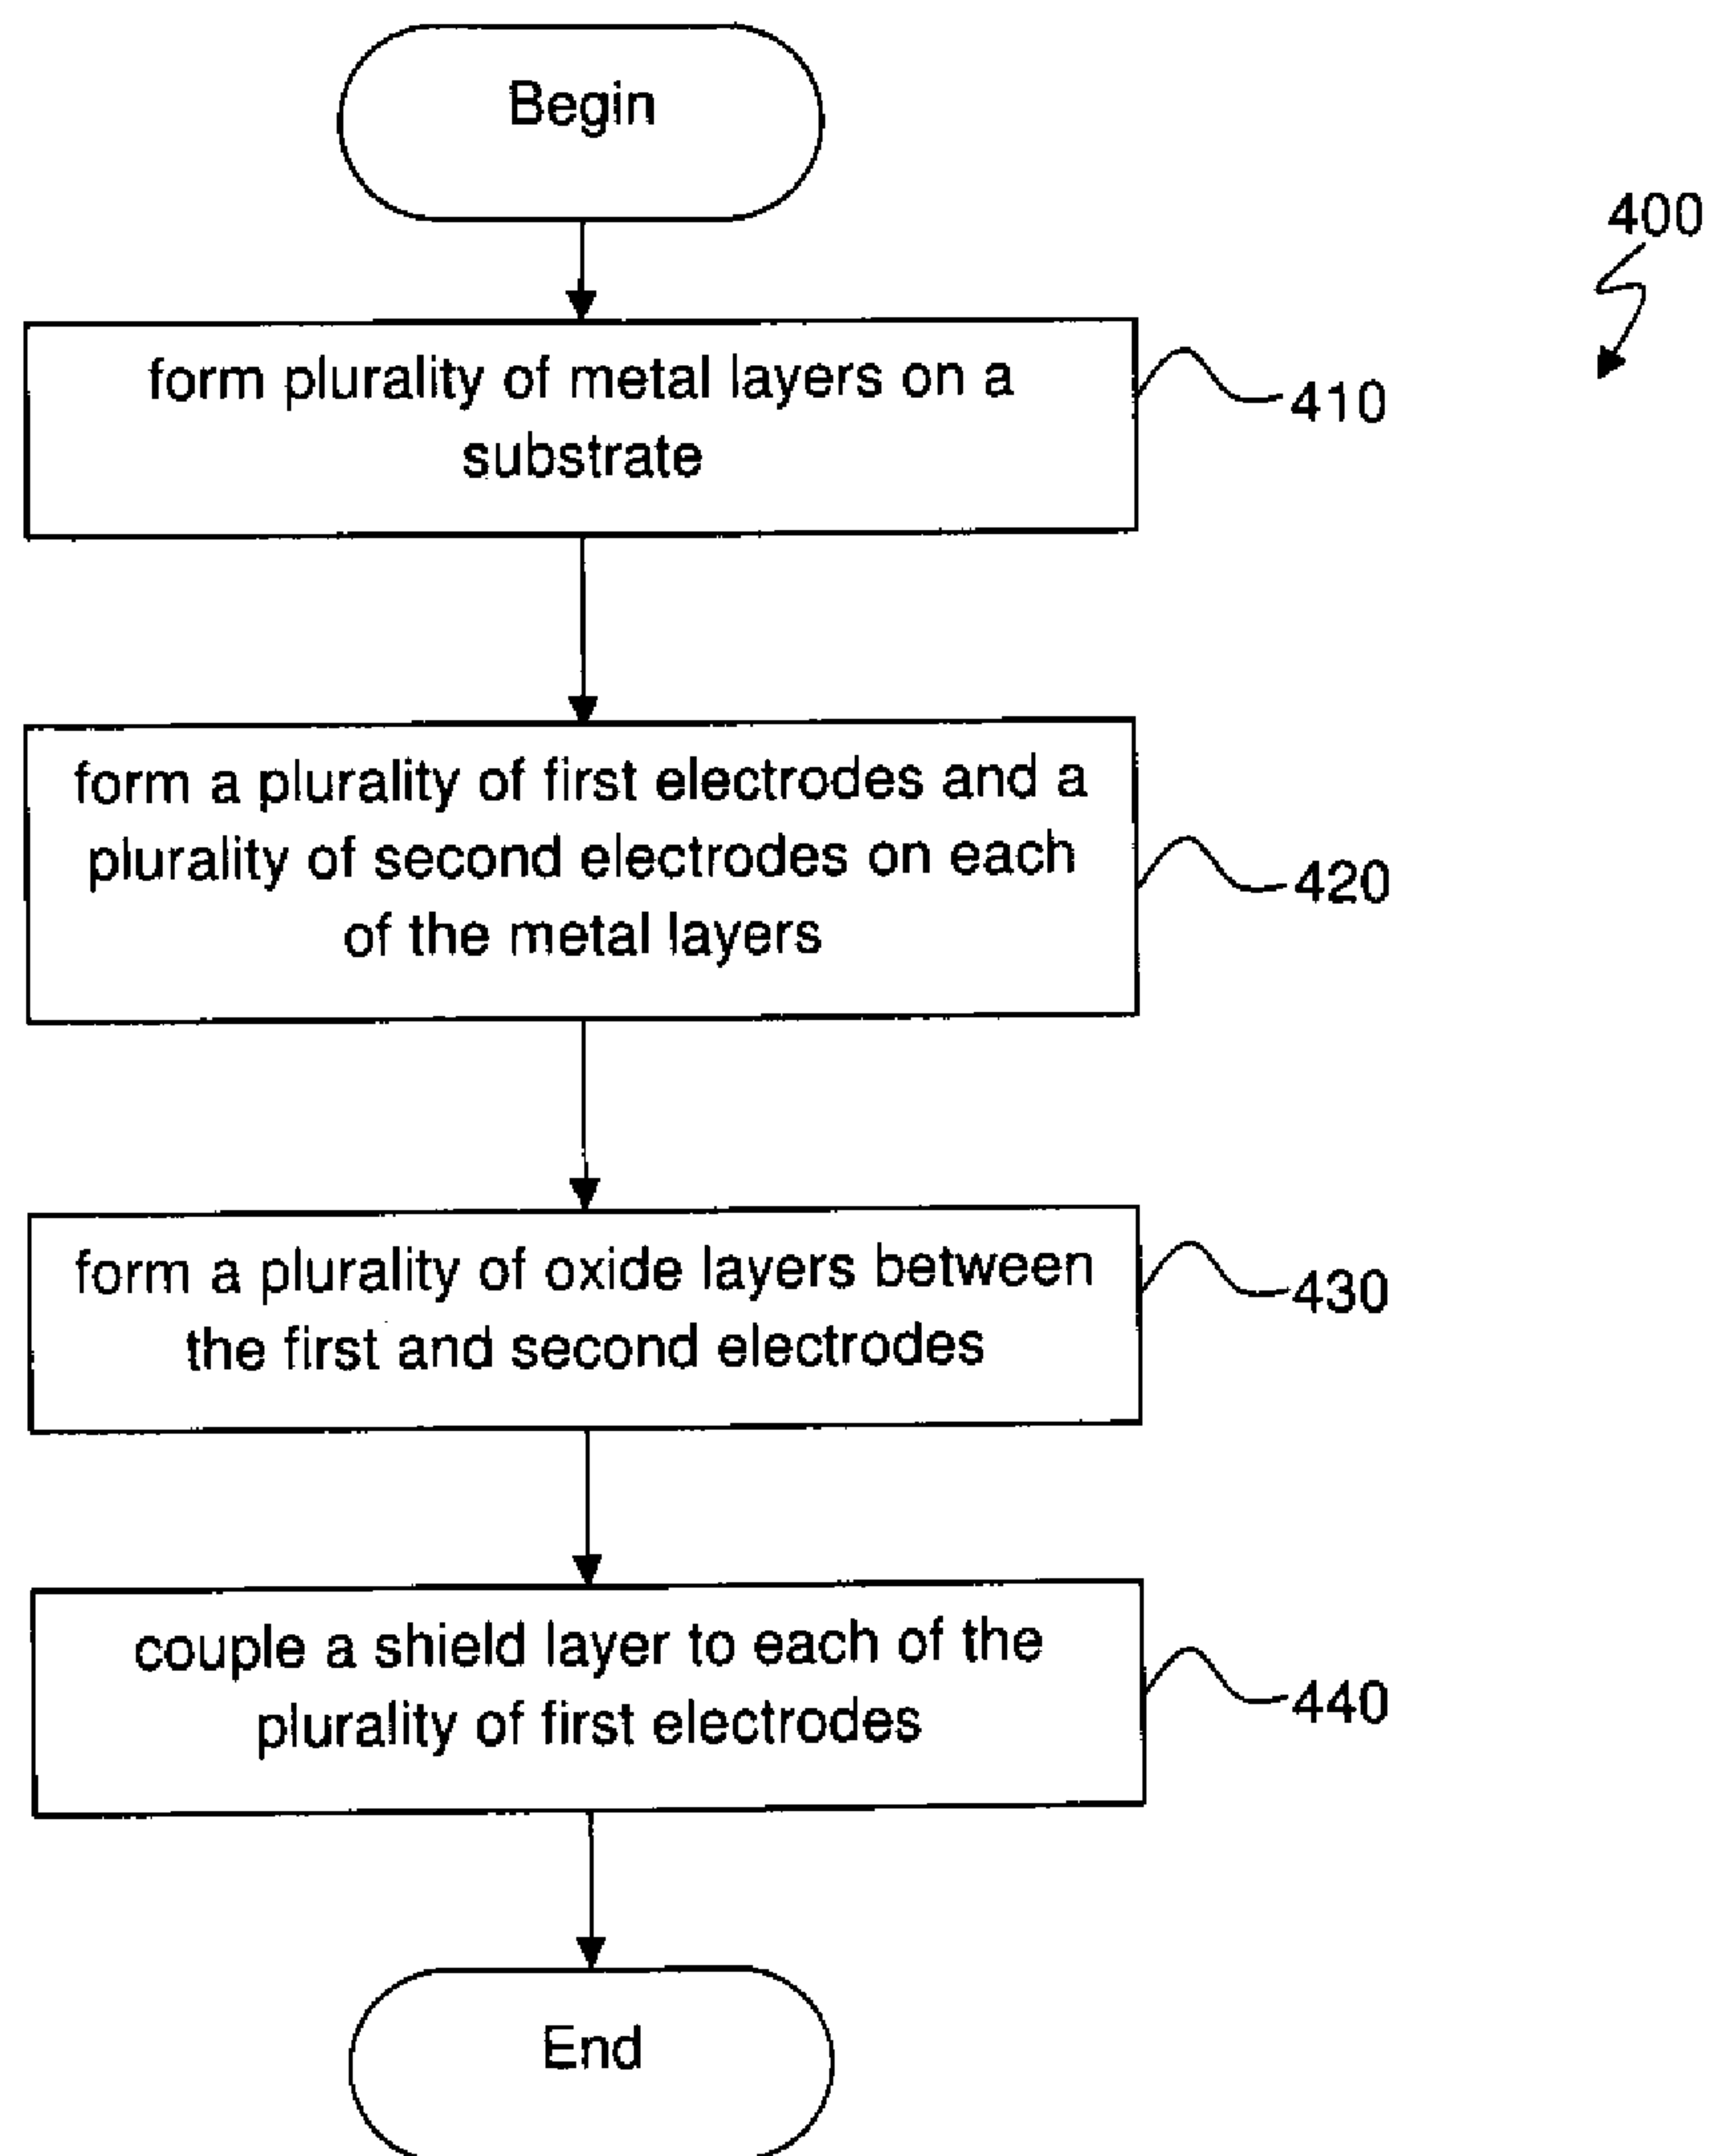 Begin
400
form plurality of metal layers on a
substrate
410
form a plurality of first electrodes and a
plurality of second electrodes on each
of the metal layers
420
form a plurality of oxide layers between
the first and second electrodes
430
couple a shield layer to each of the
plurality of first electrodes
440
End